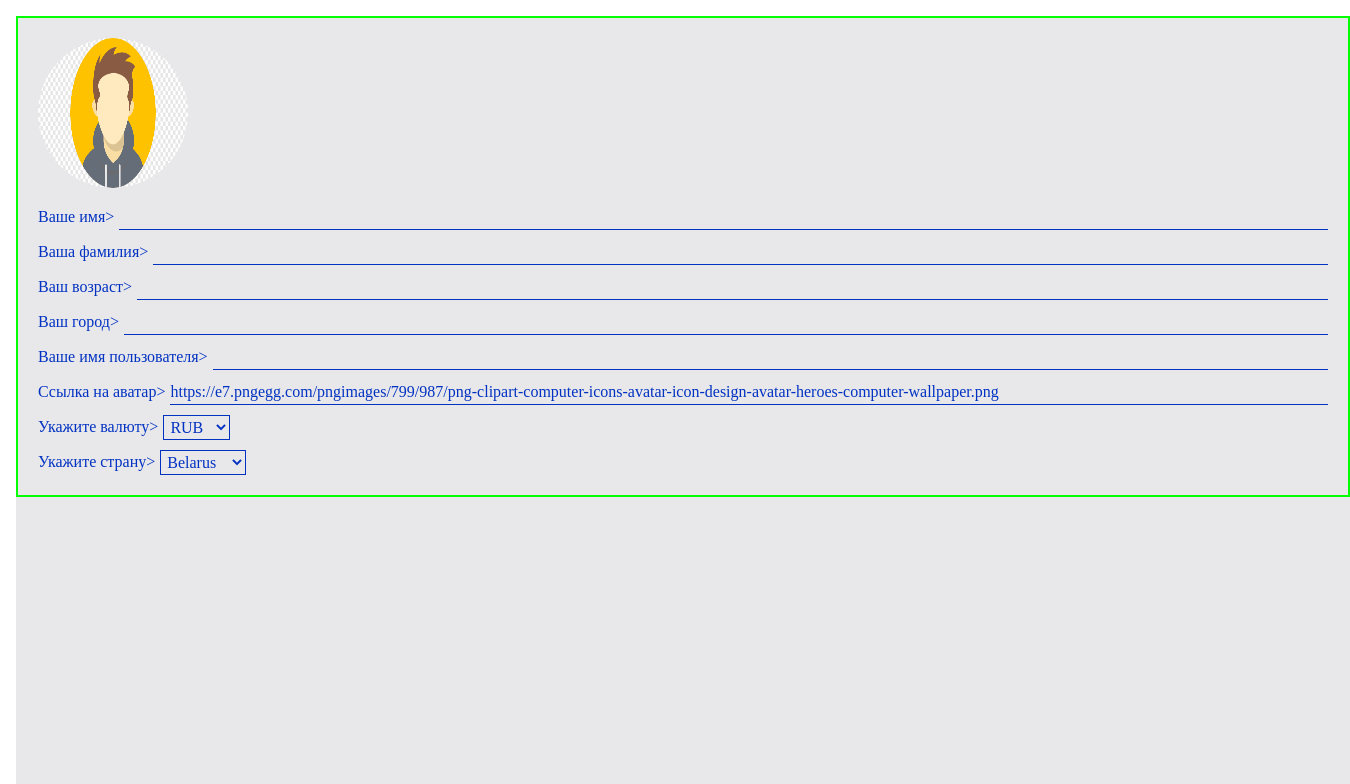 Ваше имя>
Ваша фамилия>
Ваш возраст>
Ваш город>
Ваше имя пользователя>
Ссылка на аватар> https://e7.pngegg.com/pngimages/799/987/png-clipart-computer-icons-avatar-icon-design-avatar-heroes-computer-wallpaper.png
Укажите валюту> RUB
Укажите страну> Belarus